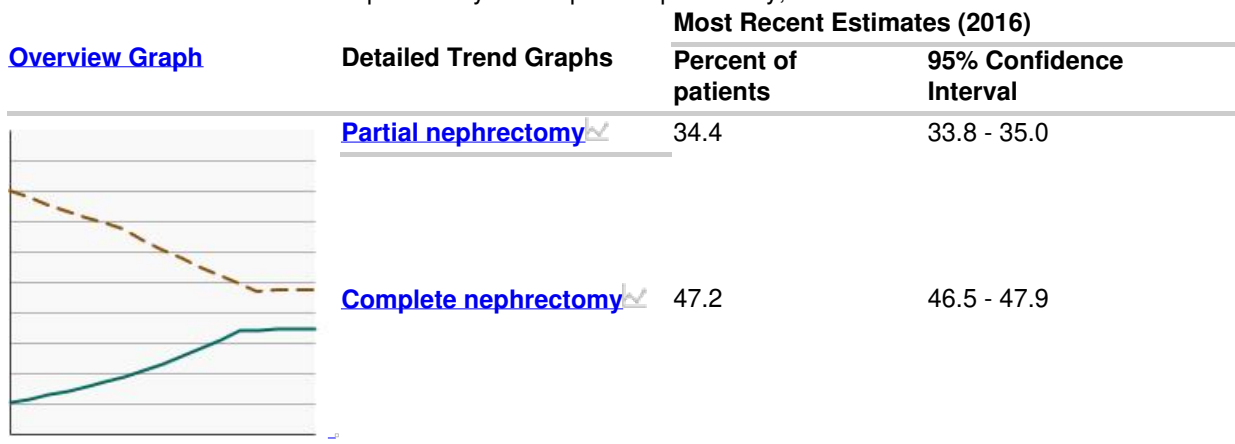 Most Recent Estimates (2016)
Overview Graph Detailed Trend Graphs Percent of patients 95% Confidence Interval
Partial nephrectomy 34.4 33.8 - 35.0
Complete nephrectomy 47.2 46.5 - 47.9